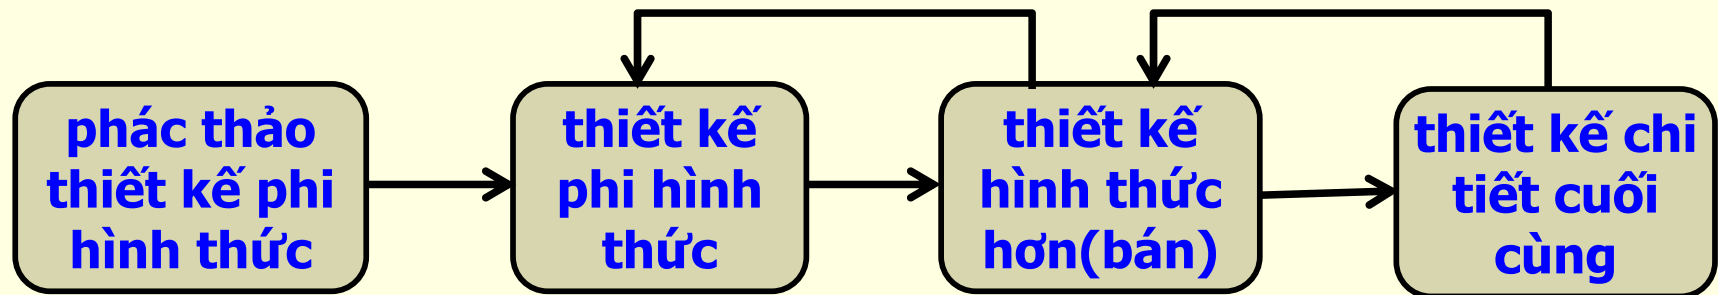 phác thảo
thiết kế phi
hình thức
thiết kế
phi hình
thức
thiết kế
hình thức
hơn(bán)
thiết kế chi
tiết cuối
cùng